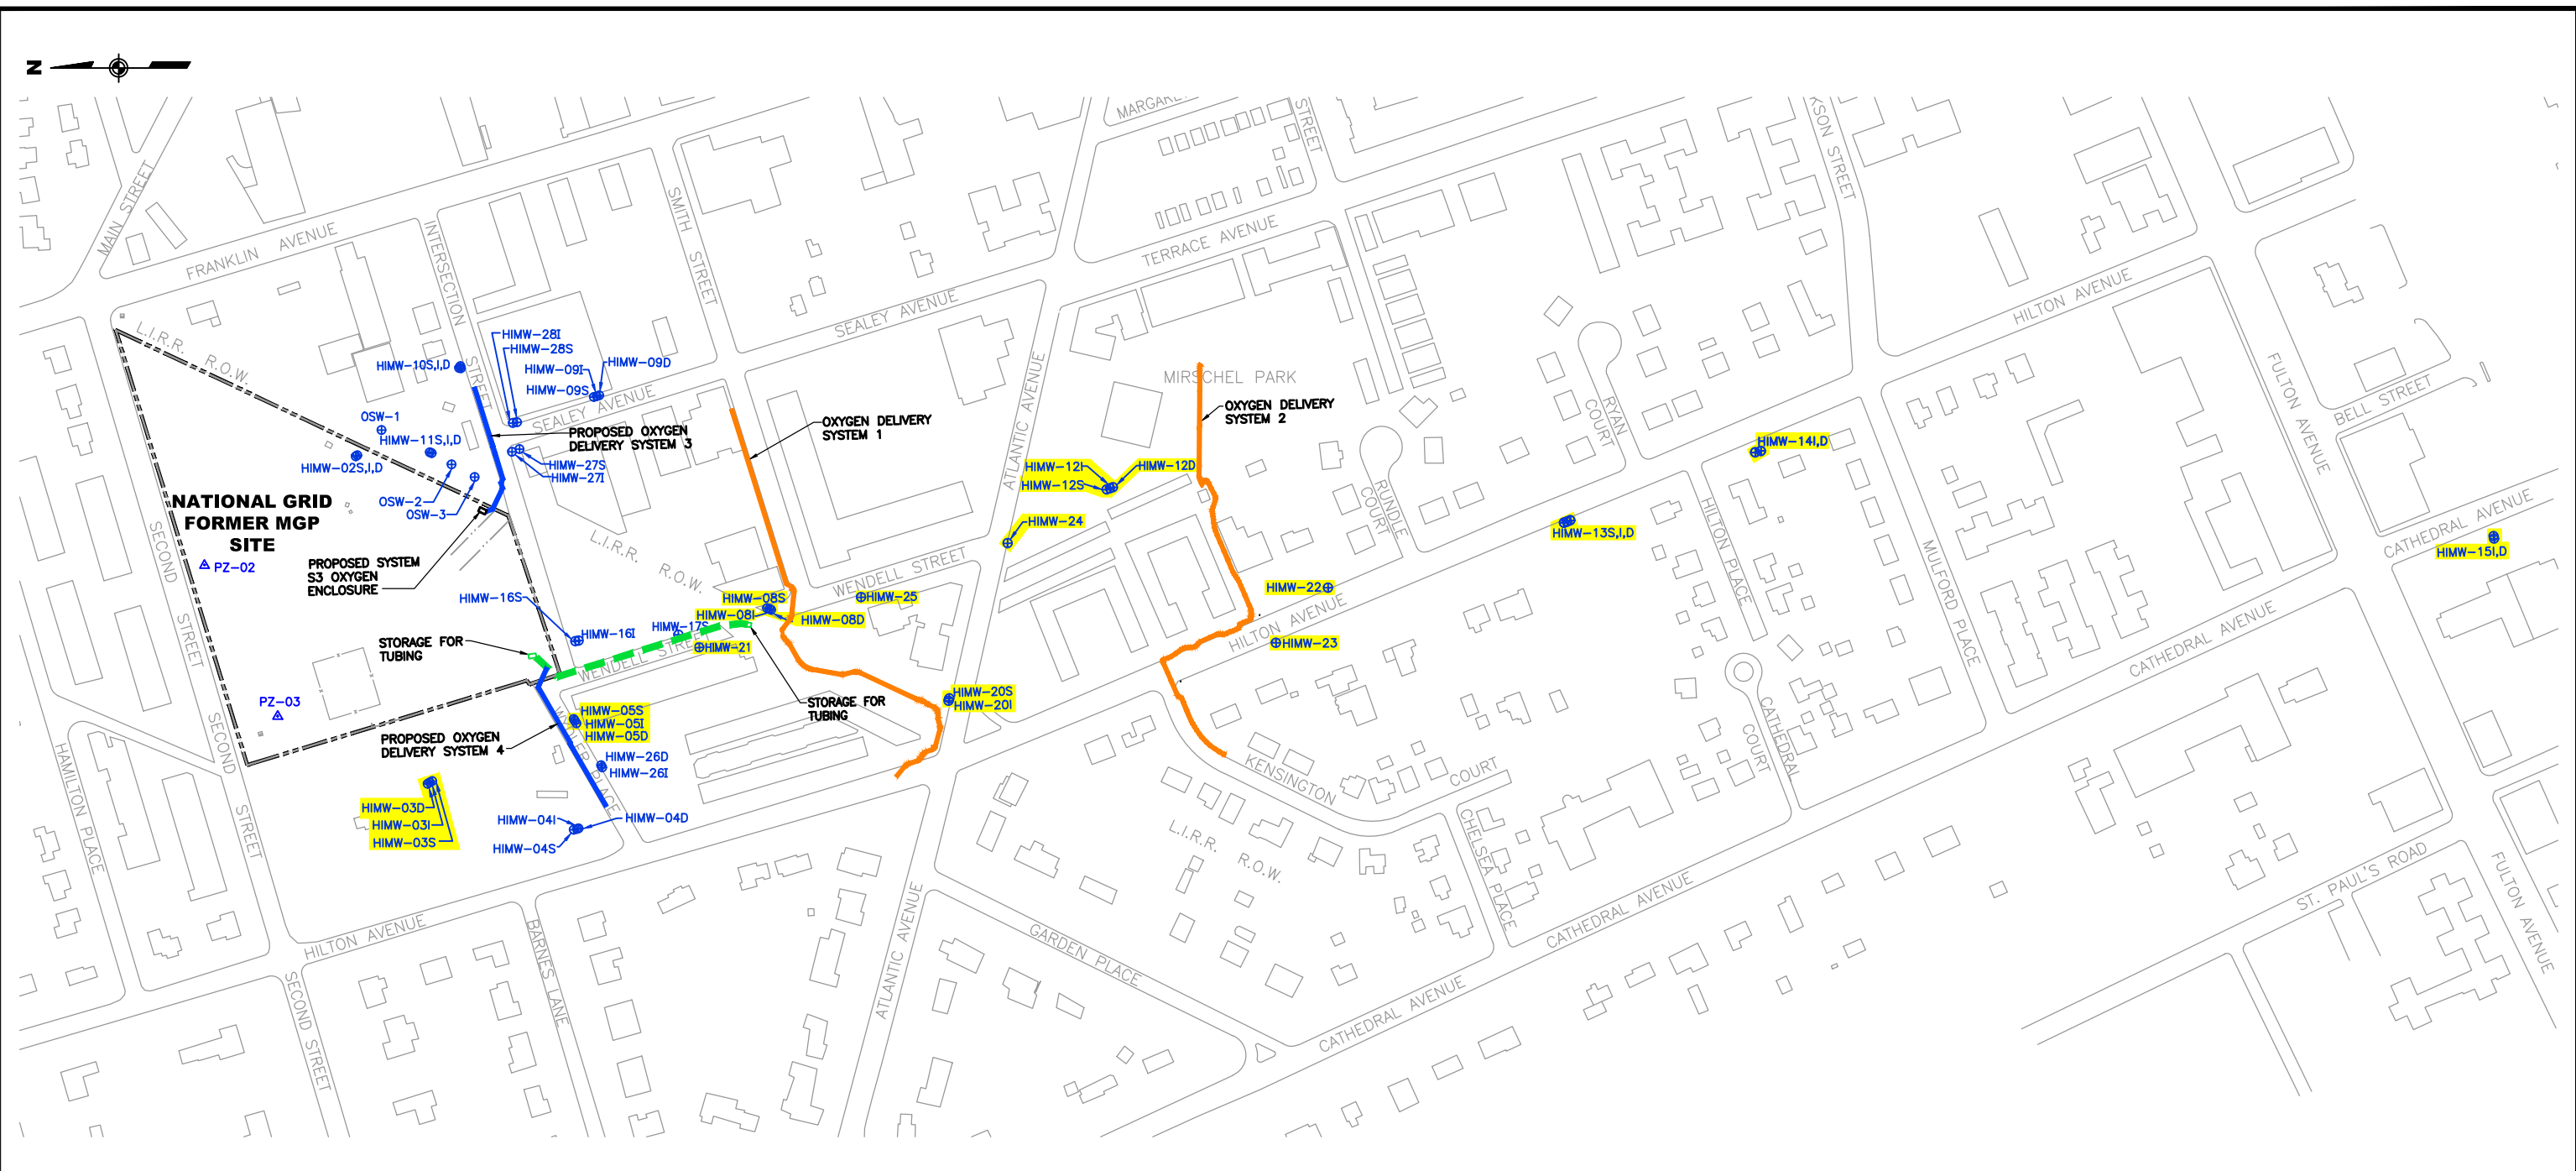 N
MAIN STREET
FRANKLIN AVENUE
L.I.R.R. R.O.W.
INTERSECTION
STREET
SMITH
STREET
SEALEY AVENUE
MARGARE
STREET
TERRACE AVENUE
KSON STREET
HILTON AVENUE
FULTON AVENUE
BELL STREET
CATHEDRAL AVENUE
MIRSCHEL PARK
ATLANTIC AVENUE
RYAN
COURT
RUNDLE
COURT
HILTON PLACE
MULFORD PLACE
CATHEDRAL AVENUE
HIMW-28I
HIMW-28S
HIMW-09I
HIMW-09D
HIMW-09S
HIMW-10S,I,D
SEALEY AVENUE
OSW-1
HIMW-11S,I,D
HIMW-02S,I,D
OSW-2
OSW-3
PROPOSED OXYGEN
DELIVERY SYSTEM 3
HIMW-27S
HIMW-27I
OXYGEN DELIVERY
SYSTEM 1
OXYGEN DELIVERY
SYSTEM 2
HIMW-12I
HIMW-12D
HIMW-12S
HIMW-24
HIMW-14I,D
HIMW-13S,I,D
HIMW-15I,D
NATIONAL GRID
FORMER MGP
SITE
PZ-02
PROPOSED SYSTEM
S3 OXYGEN
ENCLOSURE
SECOND STREET
L.I.R.R. R.O.W.
WENDELL STREET
HIMW-16S
HIMW-16I
HIMW-17S
HIMW-08S
HIMW-08I
HIMW-08D
HIMW-25
HIMW-21
HIMW-22
HIMW-23
HILTON AVENUE
STORAGE FOR
TUBING
WENDELL STREET
STORAGE FOR
TUBING
HIMW-20S
HIMW-20I
PZ-03
HIMW-05S
HIMW-05I
HIMW-05D
PROPOSED OXYGEN
DELIVERY SYSTEM 4
HIMW-26D
HIMW-26I
HIMW-03D
HIMW-03I
HIMW-03S
HIMW-04I
HIMW-04D
HIMW-04S
HAMILTON PLACE
SECOND
STREET
KENSINGTON
COURT
CATHEDRAL
COURT
L.I.R.R. R.O.W.
CHELSEA PLACE
HILTON AVENUE
BARNES LANE
SECOND STREET
ATLANTIC AVENUE
GARDEN PLACE
CATHEDRAL AVENUE
CATHEDRAL AVENUE
ST. PAUL'S ROAD
FULTON AVENUE